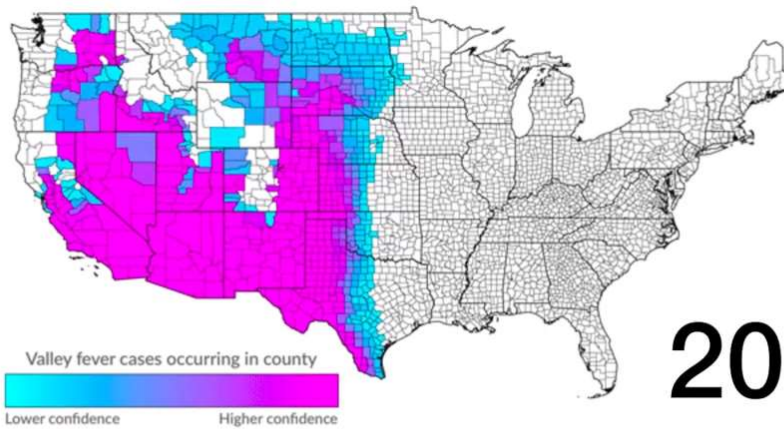 Valley fever cases occurring in county
Lower confidence
Higher confidence
20